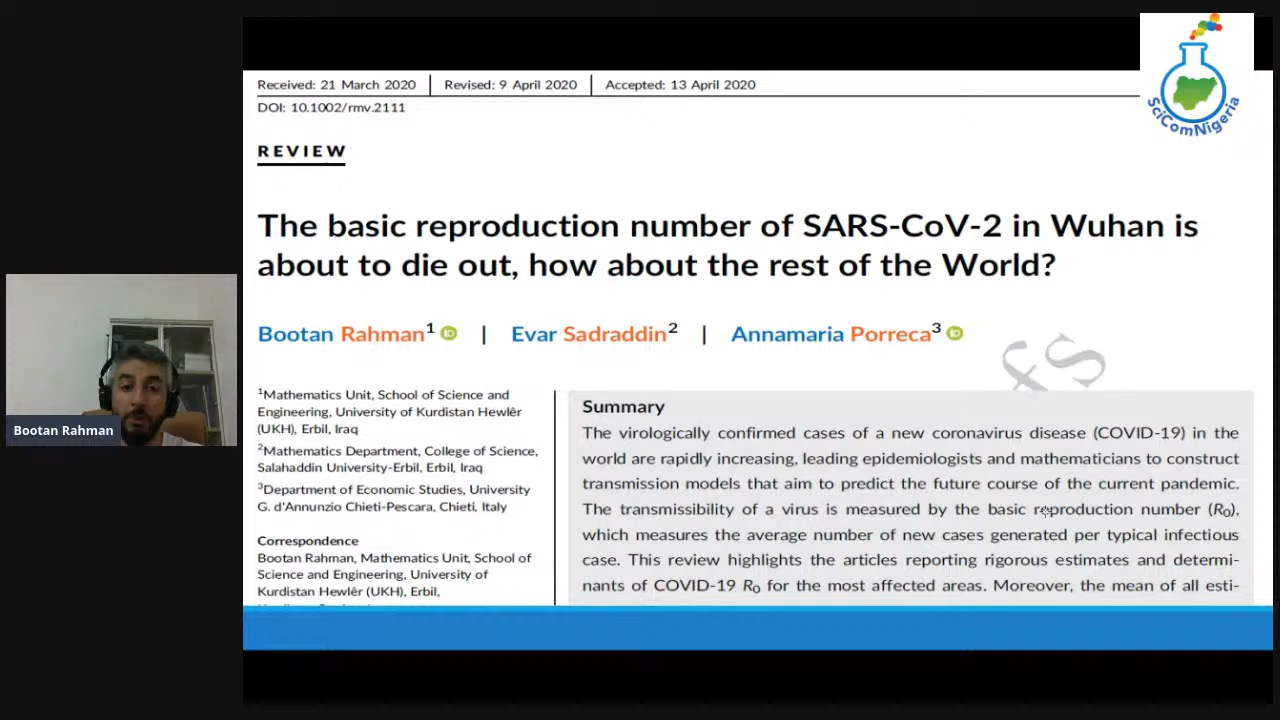 Received: 21 March 2020 | Revised: 9 April 2020 | Accepted: 13 April 2020
DOI: 10.1002/rmv.2111
SciComNigeria
REVIEW
The basic reproduction number of SARS-CoV-2 in Wuhan is
about to die out, how about the rest of the World?
Bootan Rahman1 | Evar Sadraddin2 | Annamaria Porreca3
1Mathematics Unit, School of Science and
Engineering, University of Kurdistan Hewlêr
(UKH), Erbil, Iraq
2Mathematics Department, College of Science,
Salahaddin University-Erbil, Erbil, Iraq
3Department of Economic Studies, University
G. d'Annunzio Chieti-Pescara, Chieti, Italy
Correspondence
Bootan Rahman, Mathematics Unit, School of
Science and Engineering, University of
Kurdistan Hewlêr (UKH), Erbil,
Summary
The virologically confirmed cases of a new coronavirus disease (COVID-19) in the
world are rapidly increasing, leading epidemiologists and mathematicians to construct
transmission models that aim to predict the future course of the current pandemic.
The transmissibility of a virus is measured by the basic reproduction number (R0),
which measures the average number of new cases generated per typical infectious
case. This review highlights the articles reporting rigorous estimates and determi-
nants of COVID-19 R0 for the most affected areas. Moreover, the mean of all esti-
Bootan Rahman